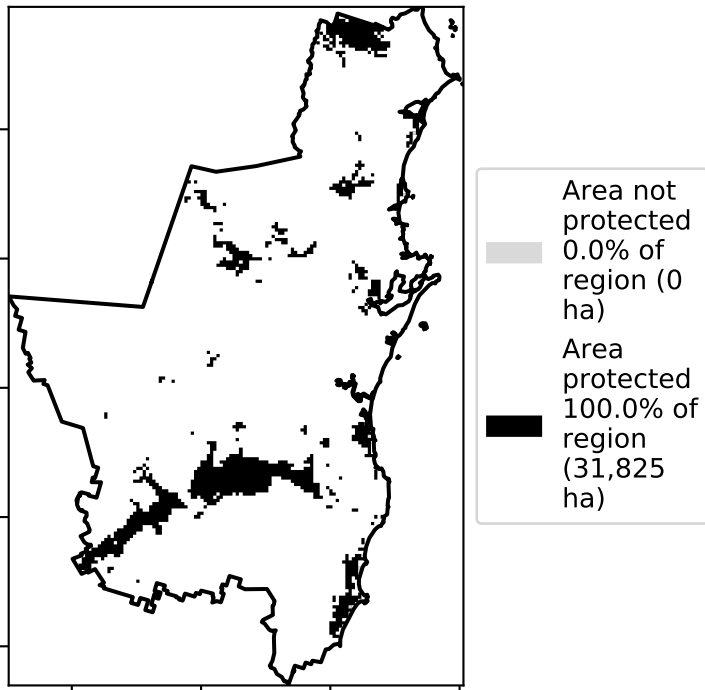 Area not
protected
0.0% of
region (0
ha)
Area
protected
100.0% of
region
(31,825
ha)